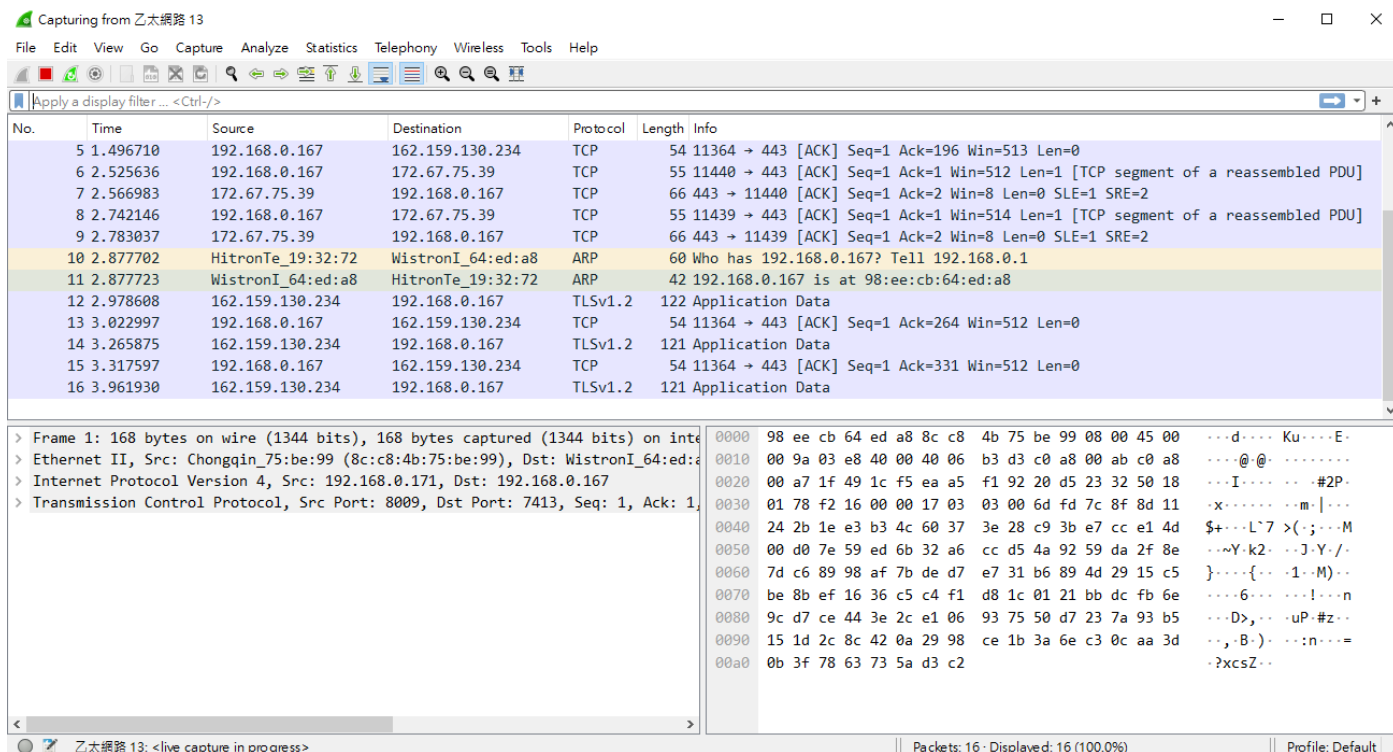 Capturing from 乙太網路 13
File Edit View Go Capture Analyze Statistics Telephony Wireless Tools Help
Apply a display filter ... <Ctrl-/>
No. Time Source Destination Protocol Length Info
5 1.496710 192.168.0.167 162.159.130.234 TCP 54 11364 → 443 [ACK] Seq=1 Ack=196 Win=513 Len=0
6 2.525636 192.168.0.167 172.67.75.39 TCP 55 11440 → 443 [ACK] Seq=1 Ack=1 Win=512 Len=1 [TCP segment of a reassembled PDU]
7 2.566983 172.67.75.39 192.168.0.167 TCP 66 443 → 11440 [ACK] Seq=1 Ack=2 Win=8 Len=0 SLE=1 SRE=2
8 2.742146 192.168.0.167 172.67.75.39 TCP 55 11439 → 443 [ACK] Seq=1 Ack=1 Win=514 Len=1 [TCP segment of a reassembled PDU]
9 2.783037 172.67.75.39 192.168.0.167 TCP 66 443 → 11439 [ACK] Seq=1 Ack=2 Win=8 Len=0 SLE=1 SRE=2
10 2.877702 HitronTe_19:32:72 WistronI_64:ed:a8 ARP 60 Who has 192.168.0.167? Tell 192.168.0.1
11 2.877723 WistronI_64:ed:a8 HitronTe_19:32:72 ARP 42 192.168.0.167 is at 98:ee:cb:64:ed:a8
12 2.978608 162.159.130.234 192.168.0.167 TLSv1.2 122 Application Data
13 3.022997 192.168.0.167 162.159.130.234 TCP 54 11364 → 443 [ACK] Seq=1 Ack=264 Win=512 Len=0
14 3.265875 162.159.130.234 192.168.0.167 TLSv1.2 121 Application Data
15 3.317597 192.168.0.167 162.159.130.234 TCP 54 11364 → 443 [ACK] Seq=1 Ack=331 Win=512 Len=0
16 3.961930 162.159.130.234 192.168.0.167 TLSv1.2 121 Application Data
Frame 1: 168 bytes on wire (1344 bits), 168 bytes captured (1344 bits) on inte
Ethernet II, Src: Chongqin_75:be:99 (8c:c8:4b:75:be:99), Dst: WistronI_64:ed:a
Internet Protocol Version 4, Src: 192.168.0.171, Dst: 192.168.0.167
Transmission Control Protocol, Src Port: 8009, Dst Port: 7413, Seq: 1, Ack: 1,
0000 98 ee cb 64 ed a8 8c c8 4b 75 be 99 08 00 45 00 ···d···· Ku····E·
0010 00 9a 03 e8 40 00 40 06 b3 d3 c0 a8 00 ab c0 a8 ····@·@· ········
0020 00 a7 1f 49 1c f5 ea a5 f1 92 20 d5 23 32 50 18 ···I···· ·· ·#2P·
0030 01 78 f2 16 00 00 17 03 03 00 6d fd 7c 8f 8d 11 ·x······ ··m·|···
0040 24 2b 1e e3 b3 4c 60 37 3e 28 c9 3b e7 cc e1 4d $+···L`7 >(·;···M
0050 00 d0 7e 59 ed 6b 32 a6 cc d5 4a 92 59 da 2f 8e ··~Y·k2· ··J·Y·/·
0060 7d c6 89 98 af 7b de d7 e7 31 b6 89 4d 29 15 c5 }····{·· ·1··M)··
0070 be 8b ef 16 36 c5 c4 f1 d8 1c 01 21 bb dc fb 6e ····6··· ···!···n
0080 9c d7 ce 44 3e 2c e1 06 93 75 50 d7 23 7a 93 b5 ···D>,·· ·uP·#z··
0090 15 1d 2c 8c 42 0a 29 98 ce 1b 3a 6e c3 0c aa 3d ··,·B·)· ··:n···=
00a0 0b 3f 78 63 73 5a d3 c2 ·?xcsZ··
乙太網路 13: <live capture in progress> Packets: 16 · Displayed: 16 (100.0%) Profile: Default